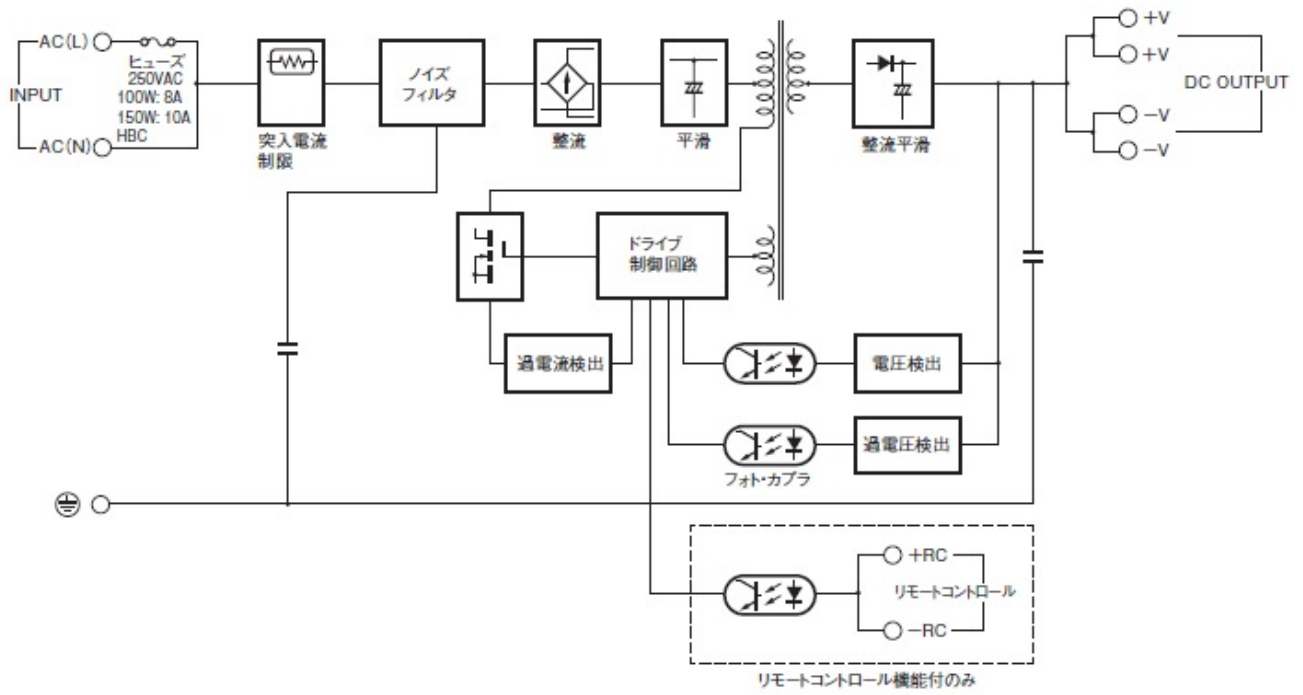 AC(L)
ヒューズ
250VAC
100W: 8A
150W: 10A
HBC
INPUT
AC(N)
突入電流
制限
ノイズ
フィルタ
整流
平滑
整流平滑
+V
+V
DC OUTPUT
−V
−V
ドライブ
制御回路
過電流検出
電圧検出
過電圧検出
フォト・カプラ
+RC
リモートコントロール
−RC
リモートコントロール機能付のみ